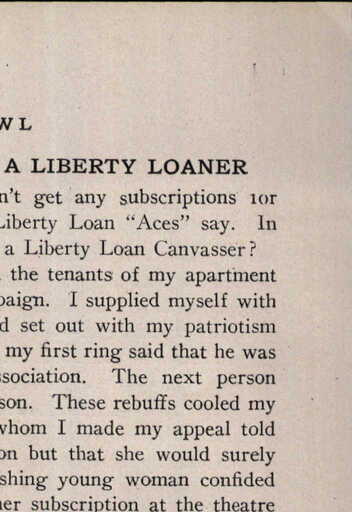 WL
A LIBERTY LOANER
n't get any subscriptions for
Liberty Loan "Aces" say. In
a Liberty Loan Canvasser?
the tenants of my apartment
paign. I supplied myself with
d set out with my patriotism
my first ring said that he was
ssociation. The next person
son. These rebuffs cooled my
whom I made my appeal told
on but that she would surely
shing young woman confided
her subscription at the theatre